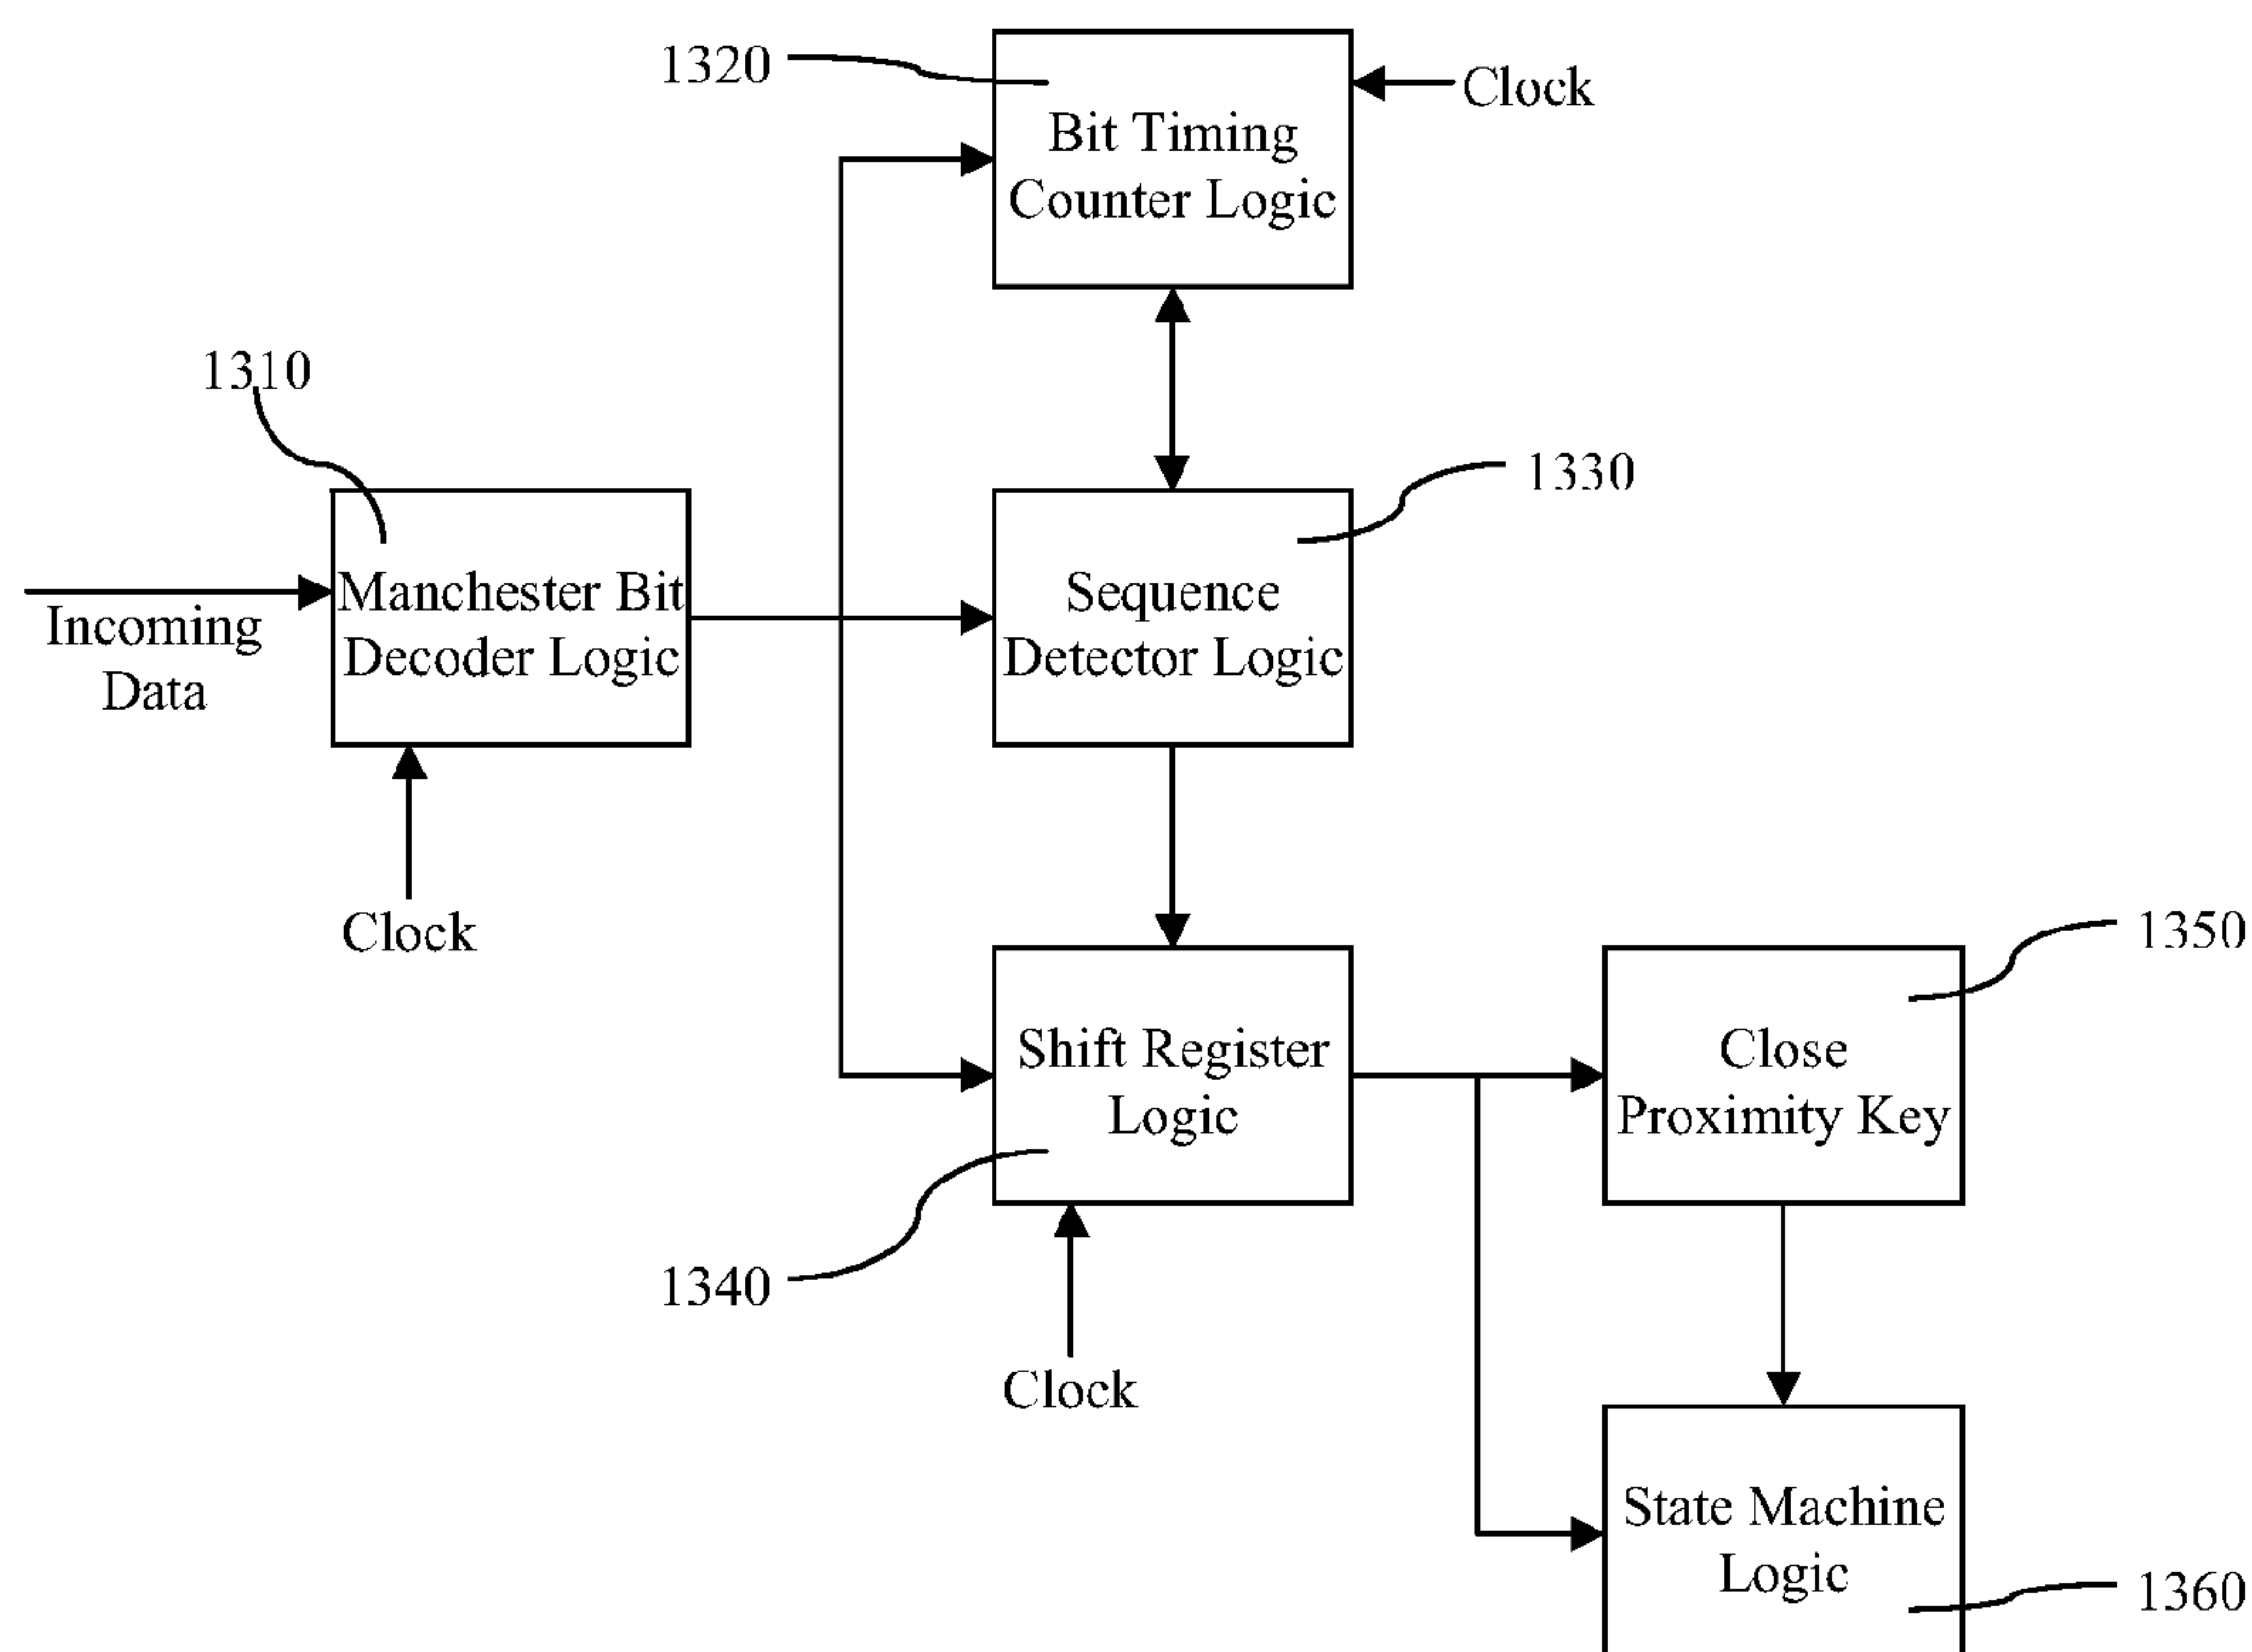 1320
Clock
Bit Timing
Counter Logic
1310
1330
Incoming
Data
Manchester Bit
Decoder Logic
Sequence
Detector Logic
Clock
1350
Shift Register
Logic
Close
Proximity Key
1340
Clock
State Machine
Logic
1360